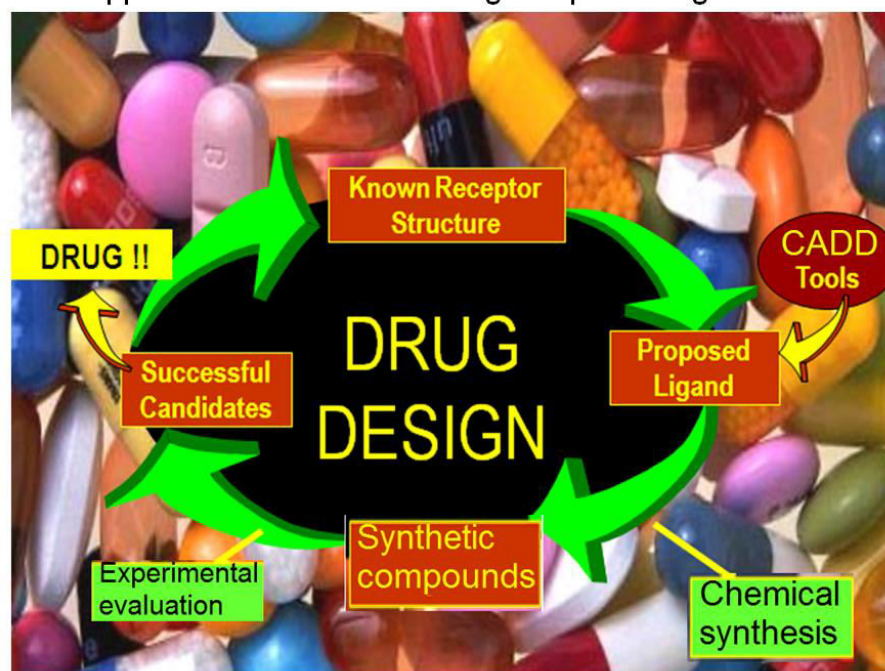 Known Receptor
Structure
DRUG !!
CADD
Tools
Successful
Candidates
Proposed
Ligand
DRUG
DESIGN
Synthetic
compounds
Experimental
evaluation
Chemical
synthesis